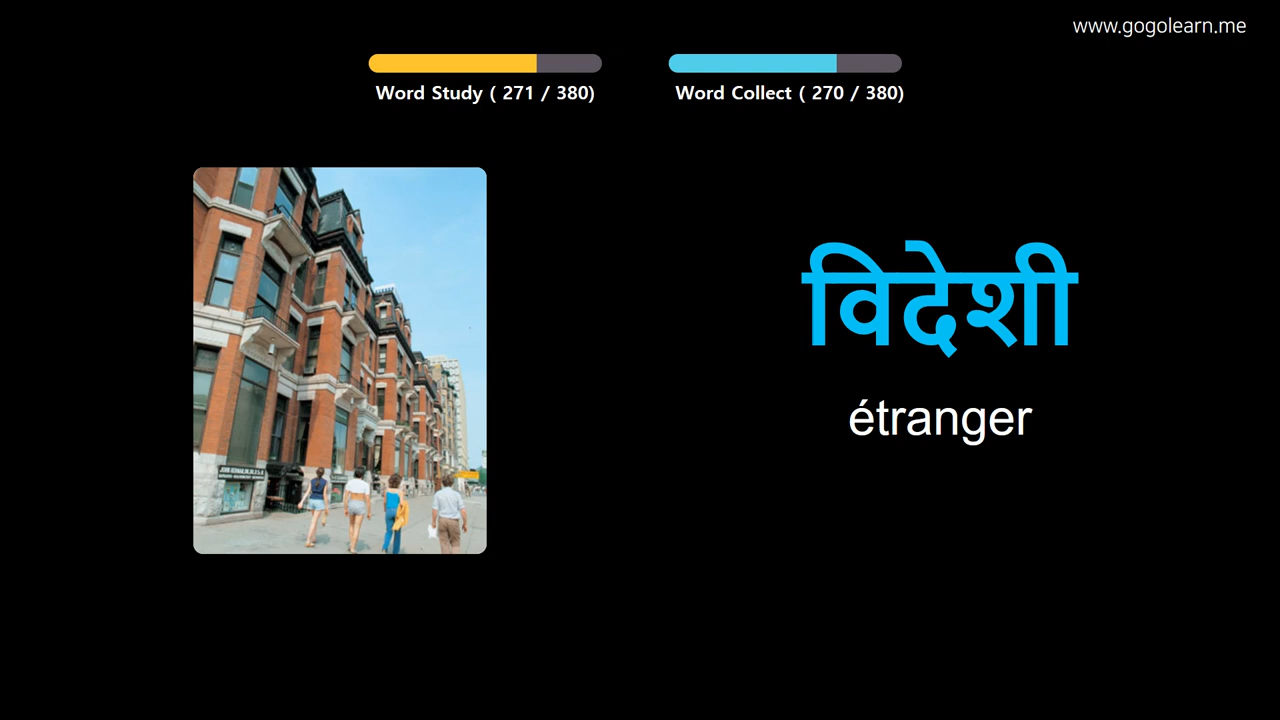 www.gogolearn.me
Word Study ( 271 / 380)
Word Collect ( 270 / 380)
विदेशी
étranger